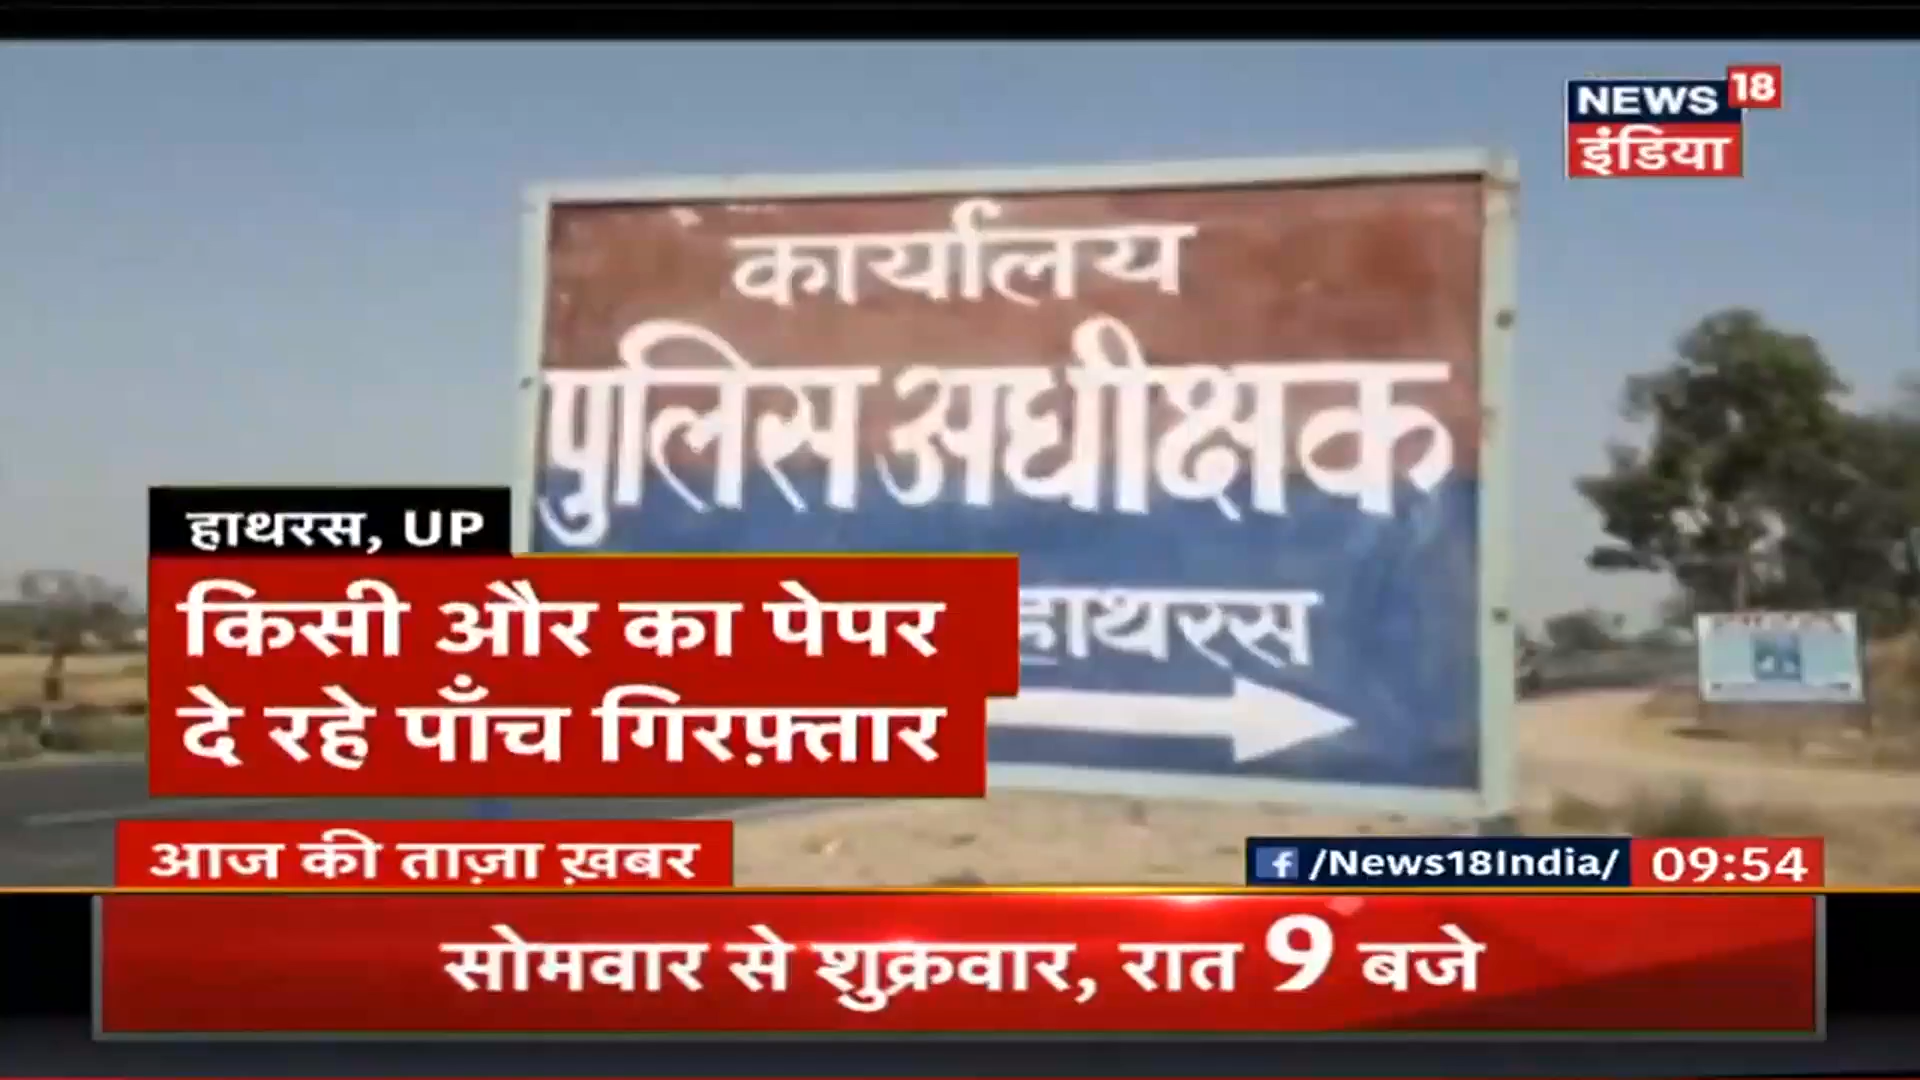 NEWS 18
इंडिया
कार्यालय
पुलिस अधीक्षक
हाथरस
हाथरस, UP
किसी और का पेपर
दे रहे पाँच गिरफ़्तार
आज की ताज़ा ख़बर
/News18India/ 09:54
सोमवार से शुक्रवार, रात 9 बजे